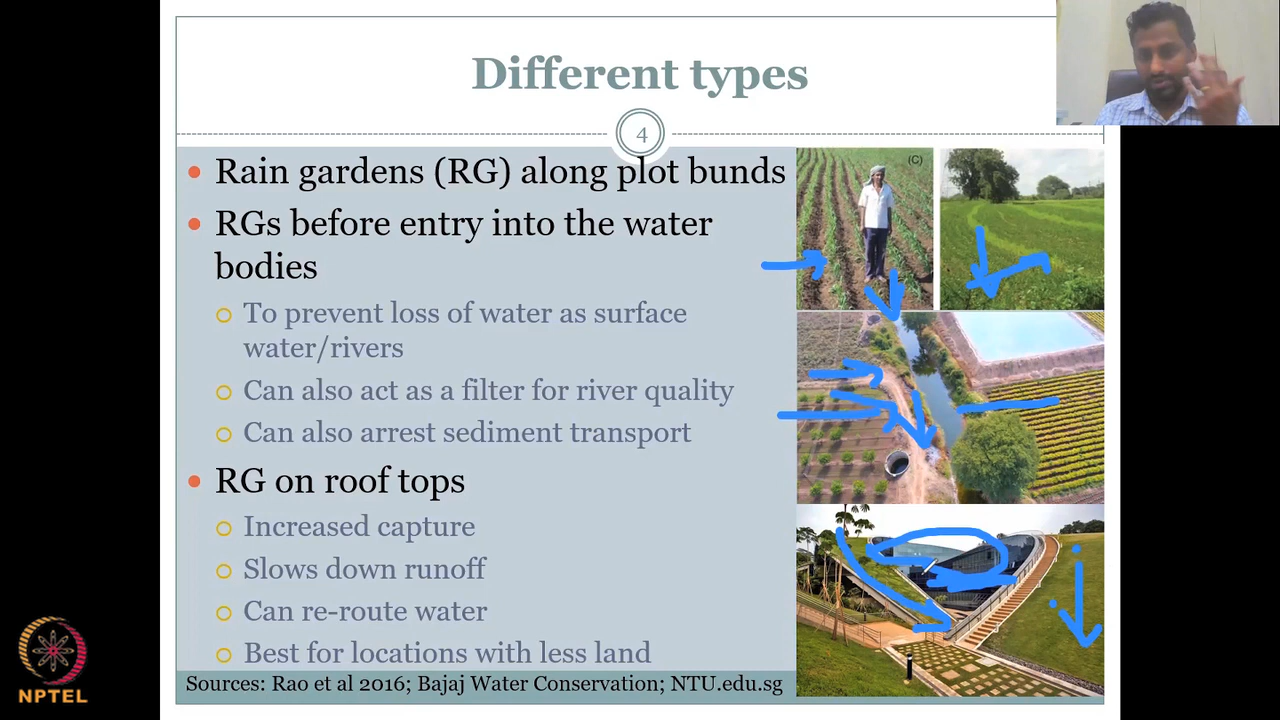 Different types
4
Rain gardens (RG) along plot bunds
RGs before entry into the water
bodies
To prevent loss of water as surface
water/rivers
Can also act as a filter for river quality
Can also arrest sediment transport
RG on roof tops
Increased capture
Slows down runoff
Can re-route water
Best for locations with less land
Sources: Rao et al 2016; Bajaj Water Conservation; NTU.edu.sg
(C)
NPTEL